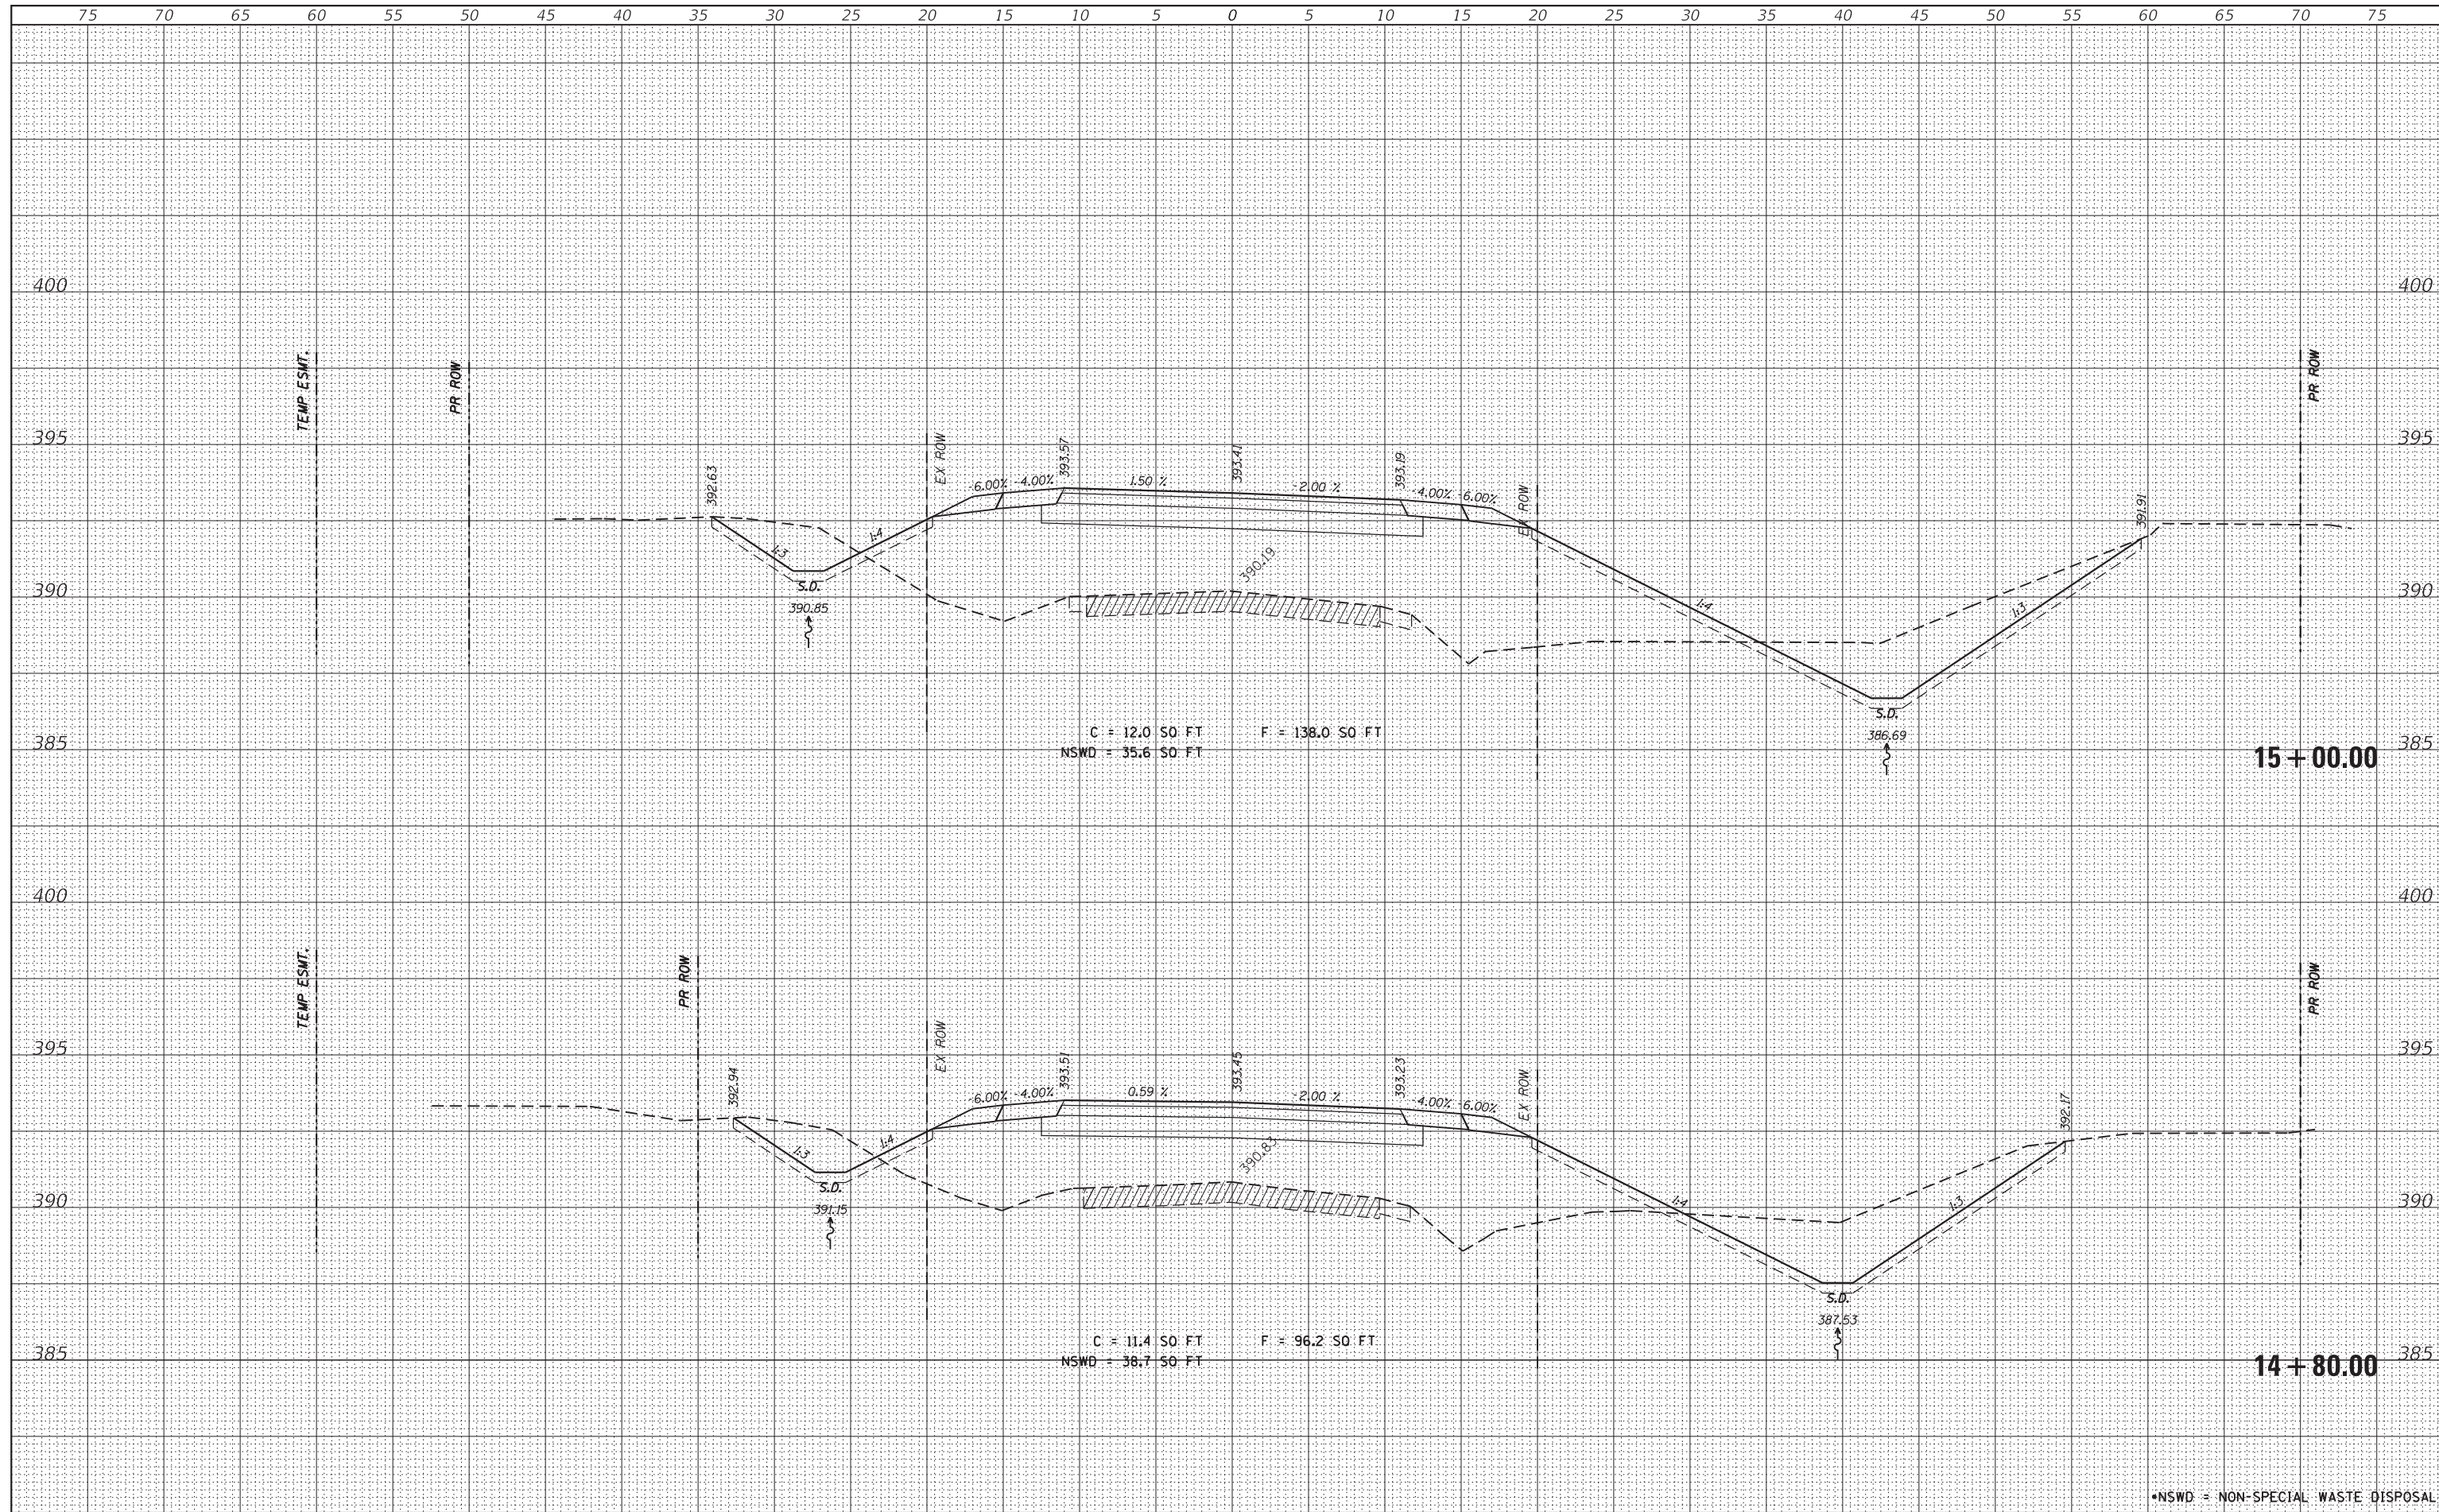 75 70 65 60 55 50 45 40 35 30 25 20 15 10 5 0 5 10 15 20 25 30 35 40 45 50 55 60 65 70 75
400 400
TEMP ESMT.
PR ROW
PR ROW
395 395
EX ROW
393.57
393.41
393.19
392.63
-6.00% -4.00% 1.50 % -2.00 % -4.00% -6.00%
EX ROW
391.91
1:3
1:4
390.19
390 390
S.D.
390.85
1:4
1:3
S.D.
386.69
C = 12.0 SQ FT F = 138.0 SQ FT
NSWD = 35.6 SQ FT
385 385
15 + 00.00
400 400
TEMP ESMT.
PR ROW
PR ROW
395 395
EX ROW
393.51
393.45
393.23
392.94
-6.00% -4.00% 0.59 % -2.00 % -4.00% -6.00%
EX ROW
392.17
1:3
1:4
390.83
390 390
S.D.
391.15
1:4
1:3
S.D.
387.53
C = 11.4 SQ FT F = 96.2 SQ FT
NSWD = 38.7 SQ FT
385 385
14 + 80.00
•NSWD = NON-SPECIAL WASTE DISPOSAL